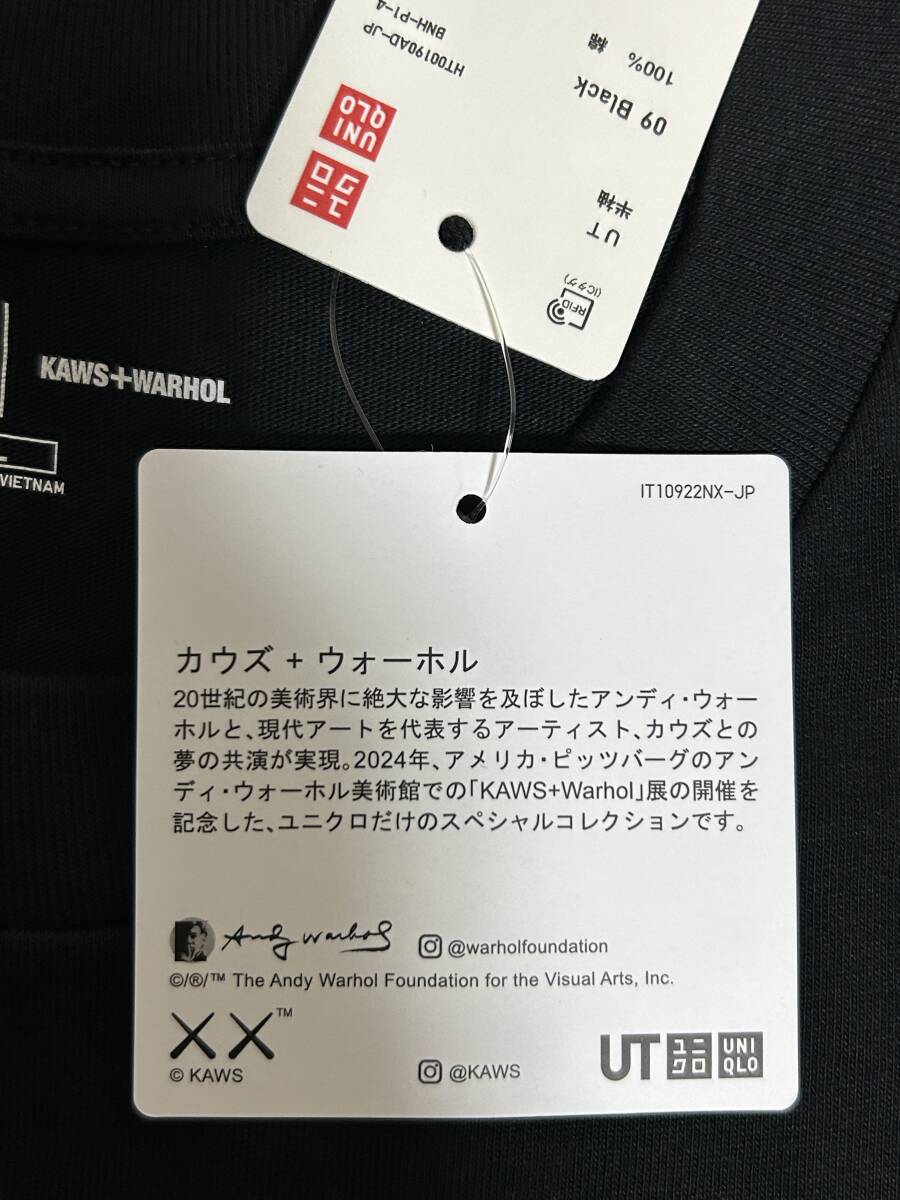 BNH-P1-4
HT00190AD-JP
100% 綿
09 Black
UNI
QLO
ユニ
クロ
UT
半袖
RFID
(ICタグ)
KAWS+WARHOL
VIETNAM
IT10922NX-JP
カウズ + ウォーホル
20世紀の美術界に絶大な影響を及ぼしたアンディ・ウォー
ホルと、現代アートを代表するアーティスト、カウズとの
夢の共演が実現。2024年、アメリカ・ピッツバーグのアン
ディ・ウォーホル美術館での「KAWS+Warhol」展の開催を
記念した、ユニクロだけのスペシャルコレクションです。
Andy Warhol
@warholfoundation
©/®/™ The Andy Warhol Foundation for the Visual Arts, Inc.
XX™
© KAWS
@KAWS
UT ユニクロ UNIQLO